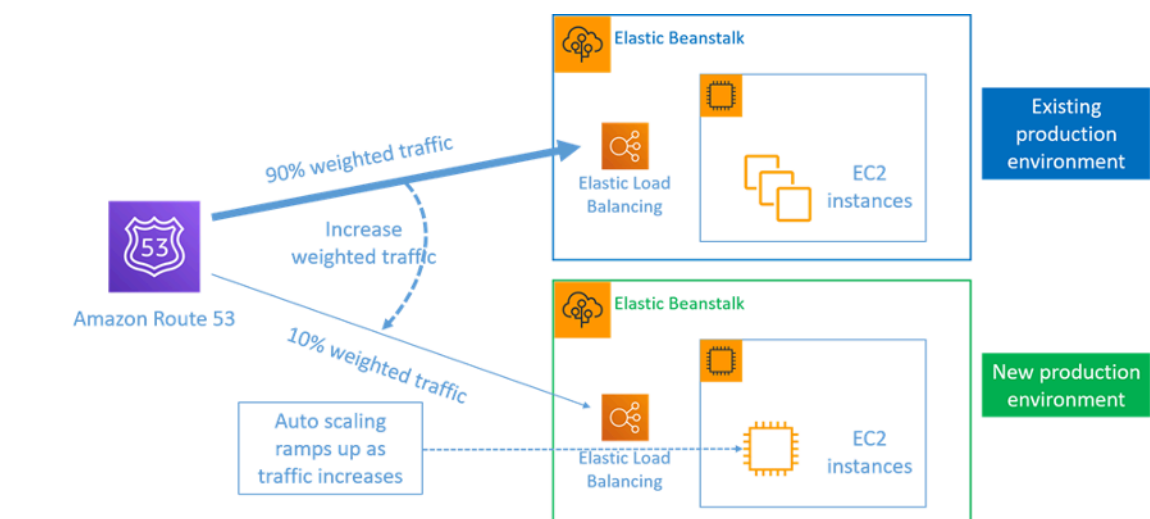 Elastic Beanstalk
Existing
production
environment
90% weighted traffic
Elastic Load
Balancing
EC2
instances
Increase
weighted traffic
53
Amazon Route 53
Elastic Beanstalk
10% weighted traffic
New production
environment
Auto scaling
ramps up as
traffic increases
Elastic Load
Balancing
EC2
instances